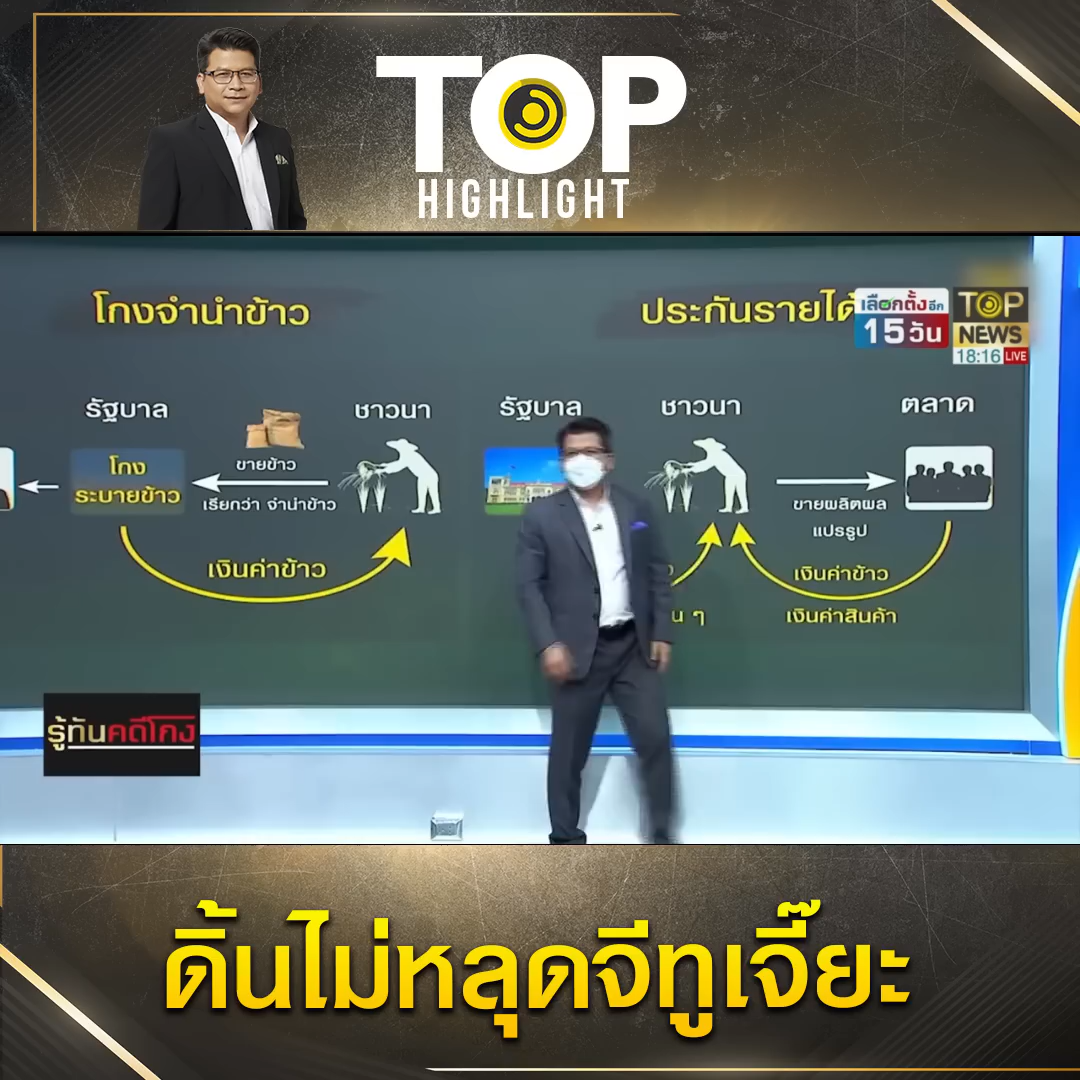 TOP
HIGHLIGHT
โกงจำนำข้าว
ประกันรายได้
เลือกตั้งอีก
15 วัน
TOP
NEWS
18:16 LIVE
รัฐบาล
ชาวนา
รัฐบาล
ชาวนา
ตลาด
โกง
ระบายข้าว
ขายข้าว
เรียกว่า จำนำข้าว
ขายผลิตผล
แปรรูป
เงินค่าข้าว
เงินค่าข้าว
น ๆ
เงินค่าสินค้า
รู้ทันคดีโกง
ดิ้นไม่หลุดจีทูเจี๊ยะ